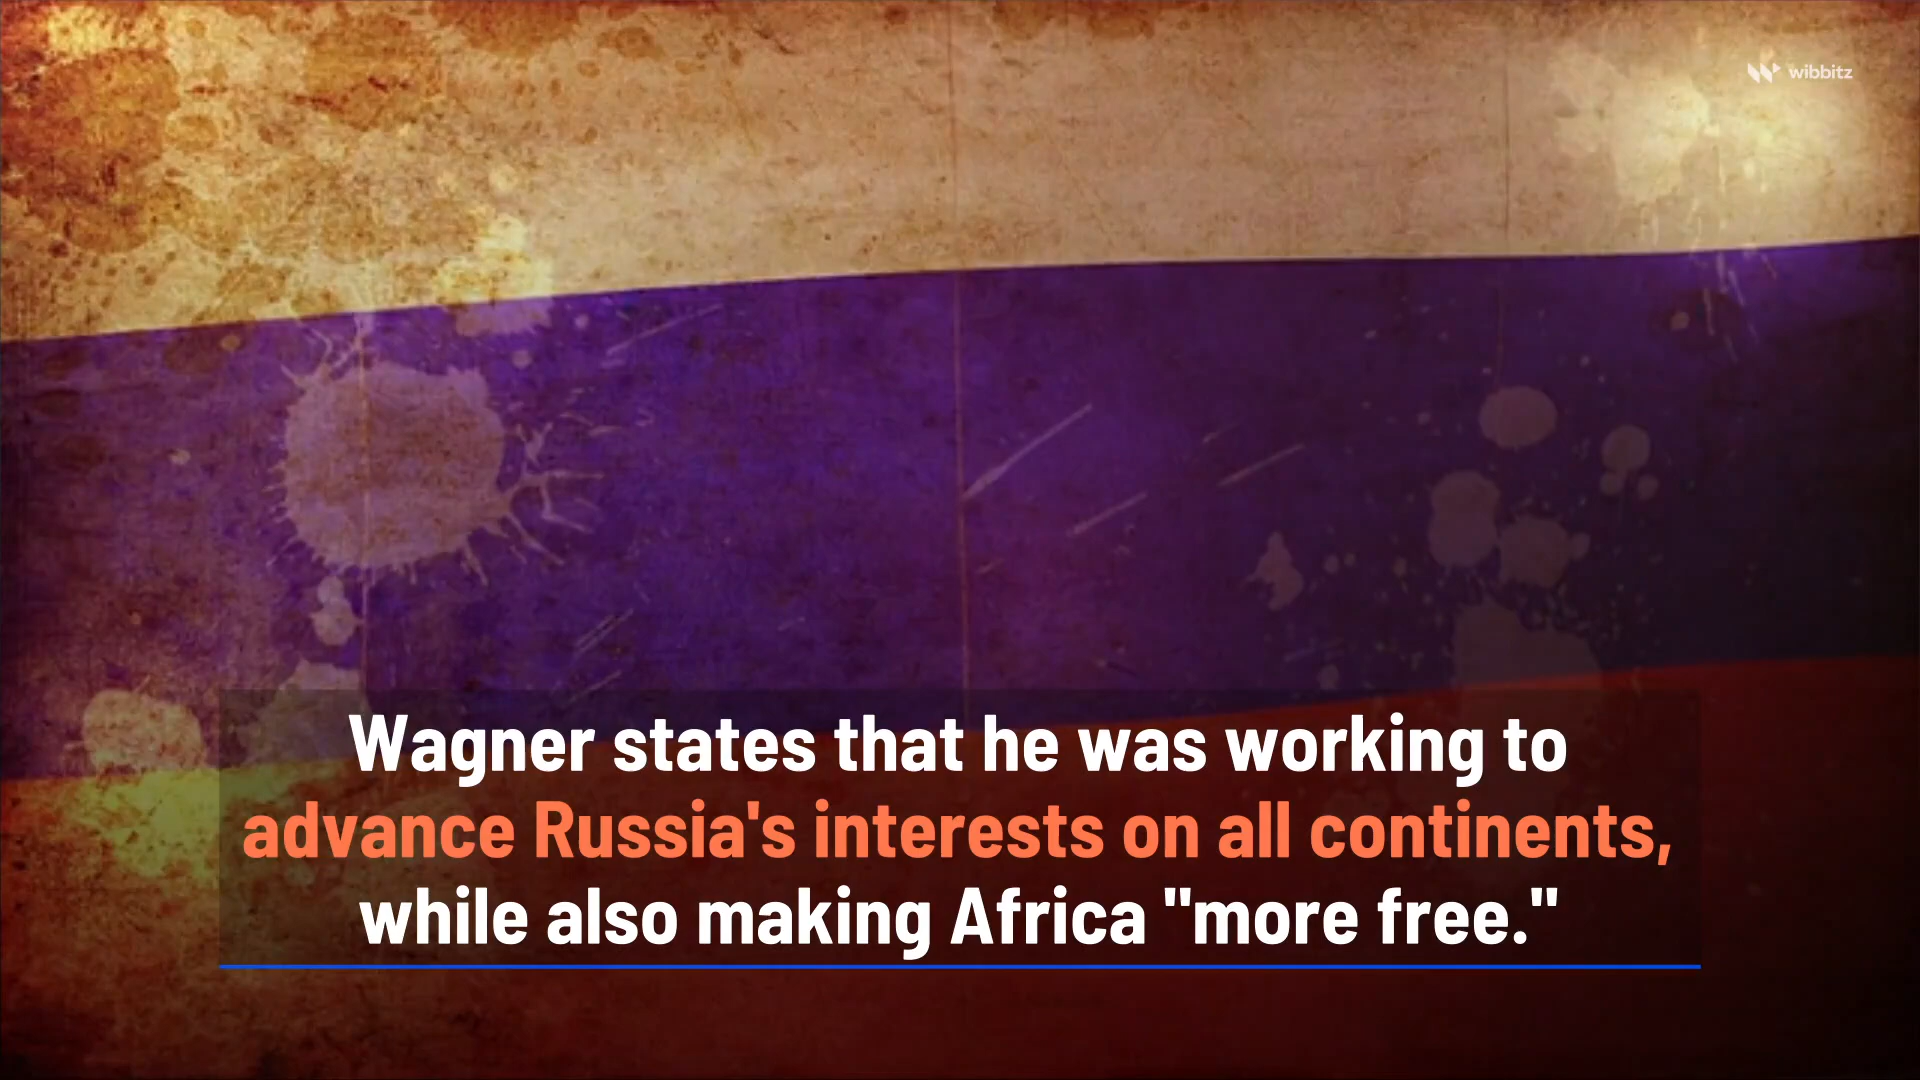 wibbitz
Wagner states that he was working to
advance Russia's interests on all continents,
while also making Africa "more free."